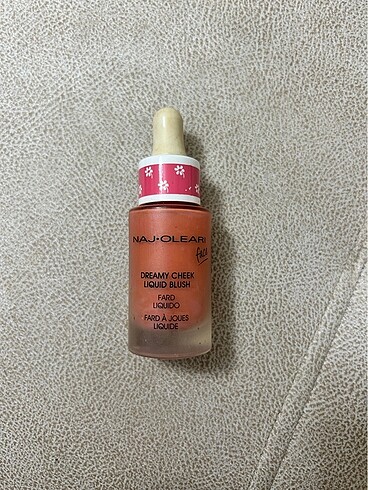 NAJ•OLEARI
face
DREAMY CHEEK
LIQUID BLUSH
FARD
LIQUIDO
FARD À JOUES
LIQUIDE